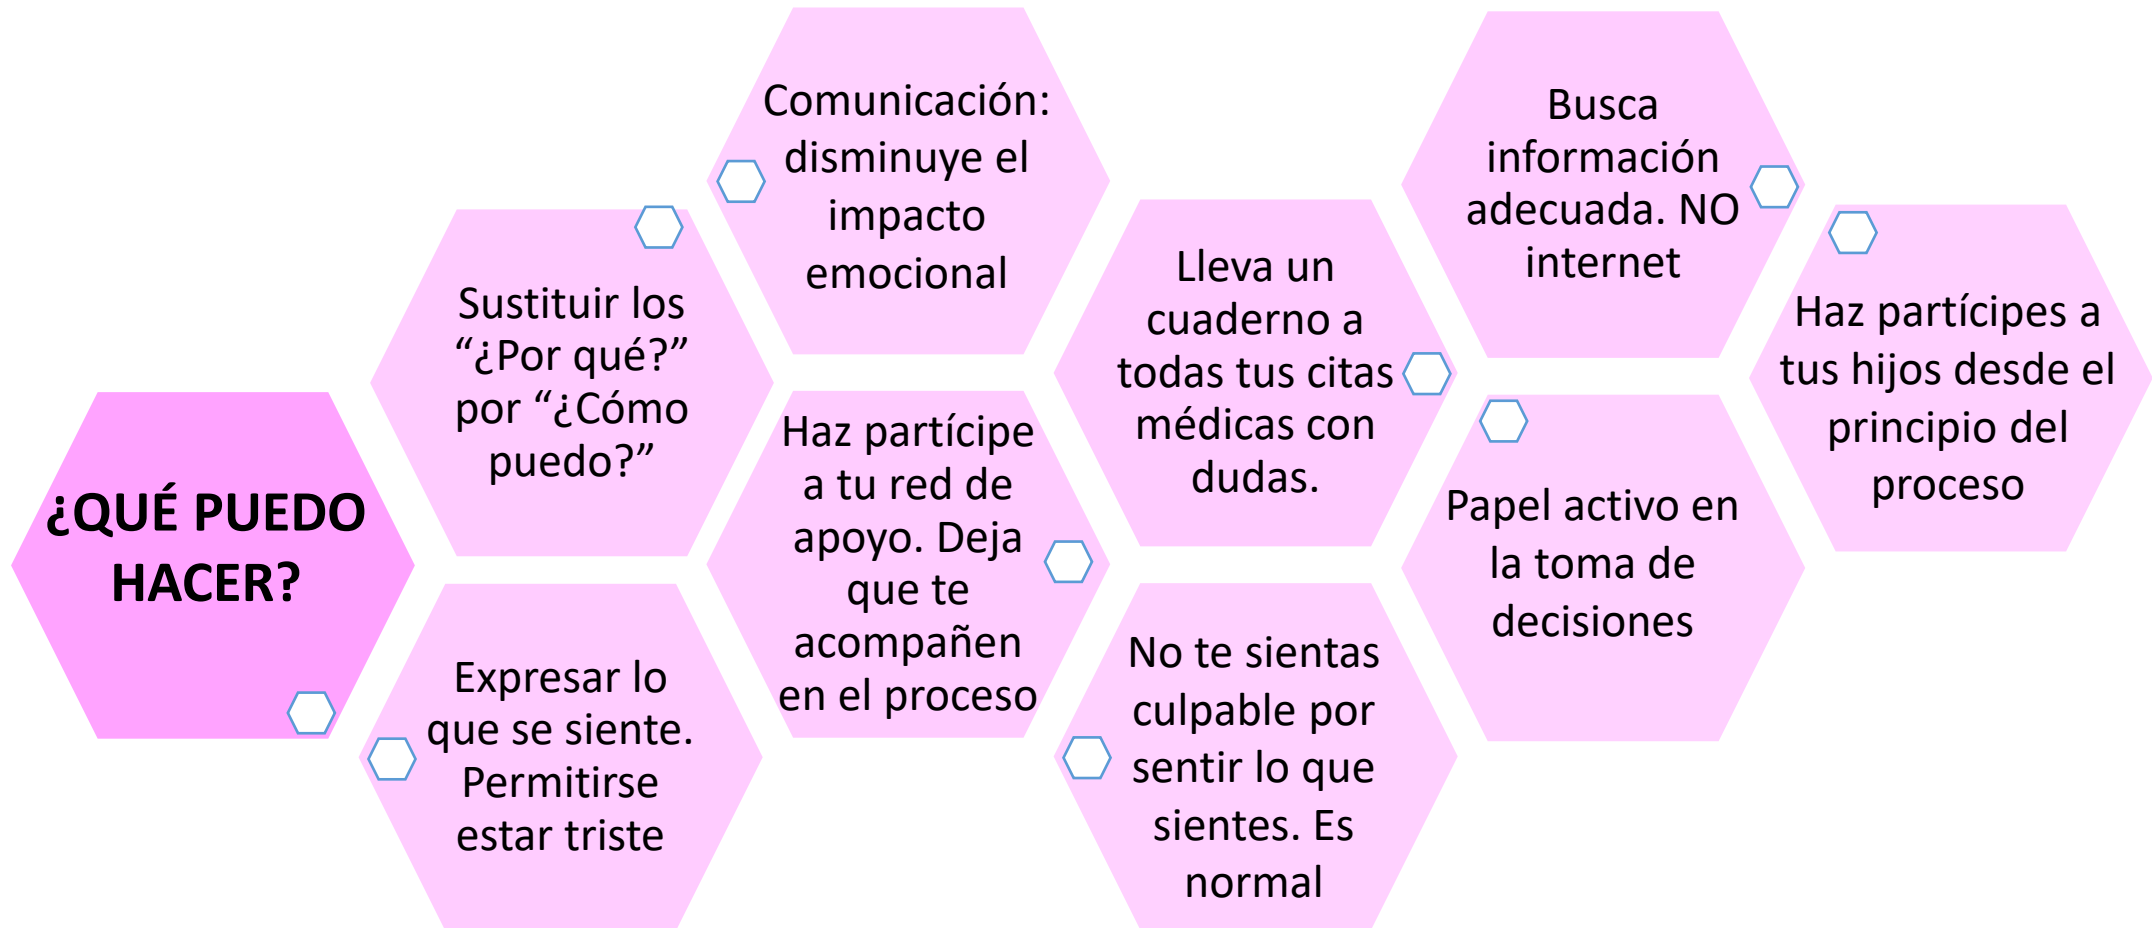 ¿QUÉ PUEDO
HACER?
Expresar lo
que se siente.
Permitirse
estar triste
Sustituir los
“¿Por qué?”
por “¿Cómo
puedo?”
Comunicación:
disminuye el
impacto
emocional
Haz partícipe
a tu red de
apoyo. Deja
que te
acompañen
en el proceso
Lleva un
cuaderno a
todas tus citas
médicas con
dudas.
No te sientas
culpable por
sentir lo que
sientes. Es
normal
Busca
información
adecuada. NO
internet
Papel activo en
la toma de
decisiones
Haz partícipes a
tus hijos desde el
principio del
proceso